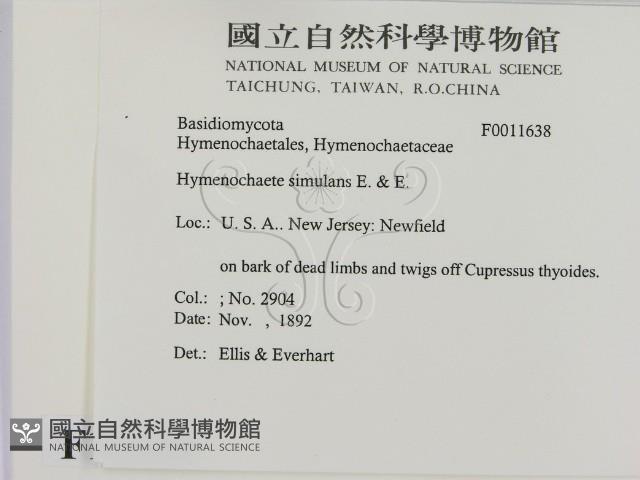 國立自然科學博物館
NATIONAL MUSEUM OF NATURAL SCIENCE
TAICHUNG, TAIWAN, R.O.CHINA
Basidiomycota F0011638
Hymenochaetales, Hymenochaetaceae
Hymenochaete simulans E. & E.
Loc.: U. S. A.. New Jersey: Newfield
on bark of dead limbs and twigs off Cupressus thyoides.
Col.: ; No. 2904
Date: Nov. , 1892
Det.: Ellis & Everhart
國立自然科學博物館
NATIONAL MUSEUM OF NATURAL SCIENCE
F